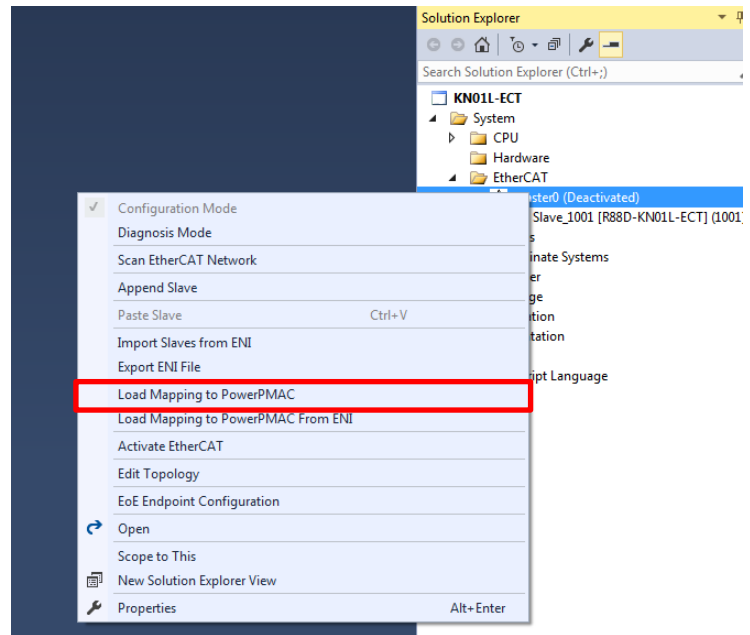 Solution Explorer
Search Solution Explorer (Ctrl+;)
KN01L-ECT
System
CPU
Hardware
EtherCAT
ster0 (Deactivated)
Slave_1001 [R88D-KN01L-ECT] (1001)
s
inate Systems
er
ge
tion
tation
ipt Language
Configuration Mode
Diagnosis Mode
Scan EtherCAT Network
Append Slave
Paste Slave Ctrl+V
Import Slaves from ENI
Export ENI File
Load Mapping to PowerPMAC
Load Mapping to PowerPMAC From ENI
Activate EtherCAT
Edit Topology
EoE Endpoint Configuration
Open
Scope to This
New Solution Explorer View
Properties Alt+Enter